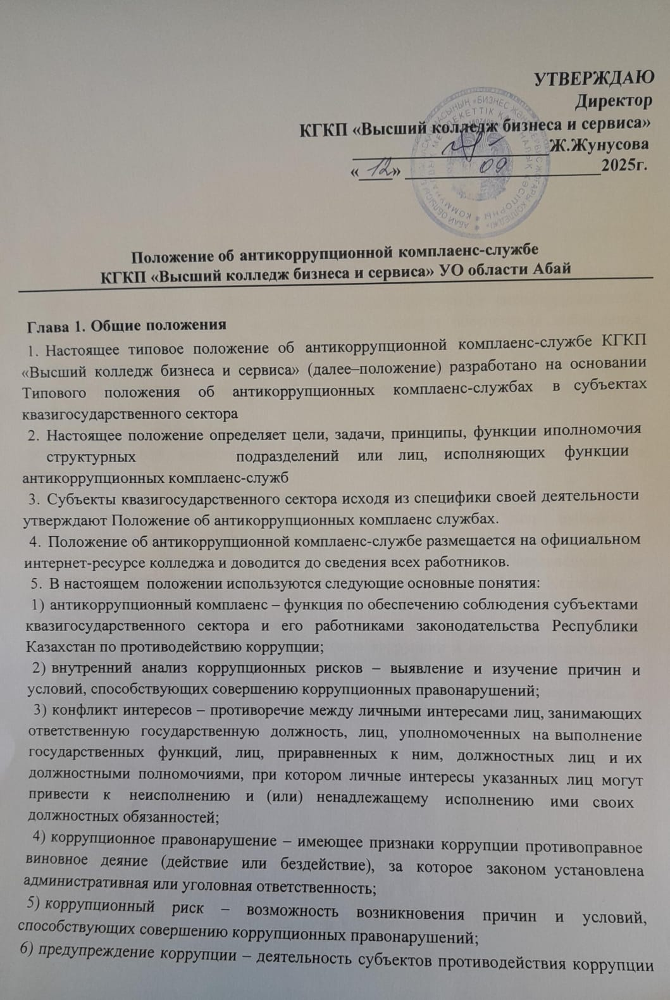 УТВЕРЖДАЮ
Директор
КГКП «Высший колледж бизнеса и сервиса»
Ж.Жунусова
«12» 09 2025г.
Положение об антикоррупционной комплаенс-службе
КГКП «Высший колледж бизнеса и сервиса» УО области Абай
Глава 1. Общие положения
1. Настоящее типовое положение об антикоррупционной комплаенс-службе КГКП
«Высший колледж бизнеса и сервиса» (далее–положение) разработано на основании
Типового положения об антикоррупционных комплаенс-службах в субъектах
квазигосударственного сектора
2. Настоящее положение определяет цели, задачи, принципы, функции иполномочия
структурных подразделений или лиц, исполняющих функции
антикоррупционных комплаенс-служб
3. Субъекты квазигосударственного сектора исходя из специфики своей деятельности
утверждают Положение об антикоррупционных комплаенс службах.
4. Положение об антикоррупционной комплаенс-службе размещается на официальном
интернет-ресурсе колледжа и доводится до сведения всех работников.
5. В настоящем положении используются следующие основные понятия:
1) антикоррупционный комплаенс – функция по обеспечению соблюдения субъектами
квазигосударственного сектора и его работниками законодательства Республики
Казахстан по противодействию коррупции;
2) внутренний анализ коррупционных рисков – выявление и изучение причин и
условий, способствующих совершению коррупционных правонарушений;
3) конфликт интересов – противоречие между личными интересами лиц, занимающих
ответственную государственную должность, лиц, уполномоченных на выполнение
государственных функций, лиц, приравненных к ним, должностных лиц и их
должностными полномочиями, при котором личные интересы указанных лиц могут
привести к неисполнению и (или) ненадлежащему исполнению ими своих
должностных обязанностей;
4) коррупционное правонарушение – имеющее признаки коррупции противоправное
виновное деяние (действие или бездействие), за которое законом установлена
административная или уголовная ответственность;
5) коррупционный риск – возможность возникновения причин и условий,
способствующих совершению коррупционных правонарушений;
6) предупреждение коррупции – деятельность субъектов противодействия коррупции